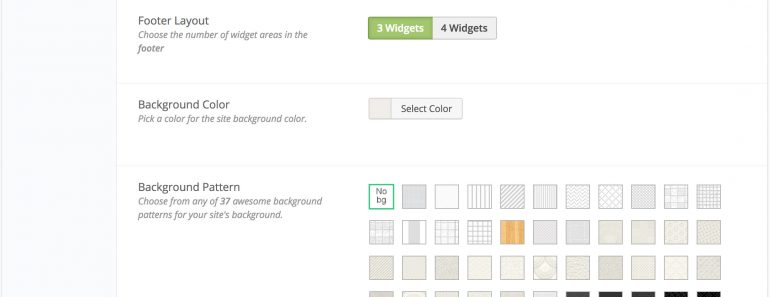 Footer Layout
Choose the number of widget areas in the
footer
3 Widgets
4 Widgets
Background Color
Pick a color for the site background color.
Select Color
Background Pattern
Choose from any of 37 awesome background
patterns for your site's background.
No
bg